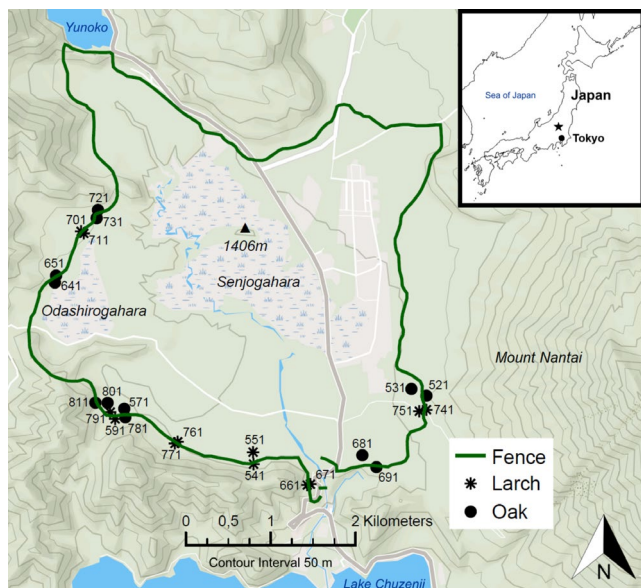 Yunoko
Sea of Japan
Japan
Tokyo
721
701
731
711
1406m
651
641
Senjogahara
Odashirogahara
Mount Nantai
531
521
801
571
811
751
741
791
591
781
761
551
681
771
541
671
691
661
Fence
Larch
Oak
0 0,5 1 2 Kilometers
Contour Interval 50 m
N
Lake Chuzenji